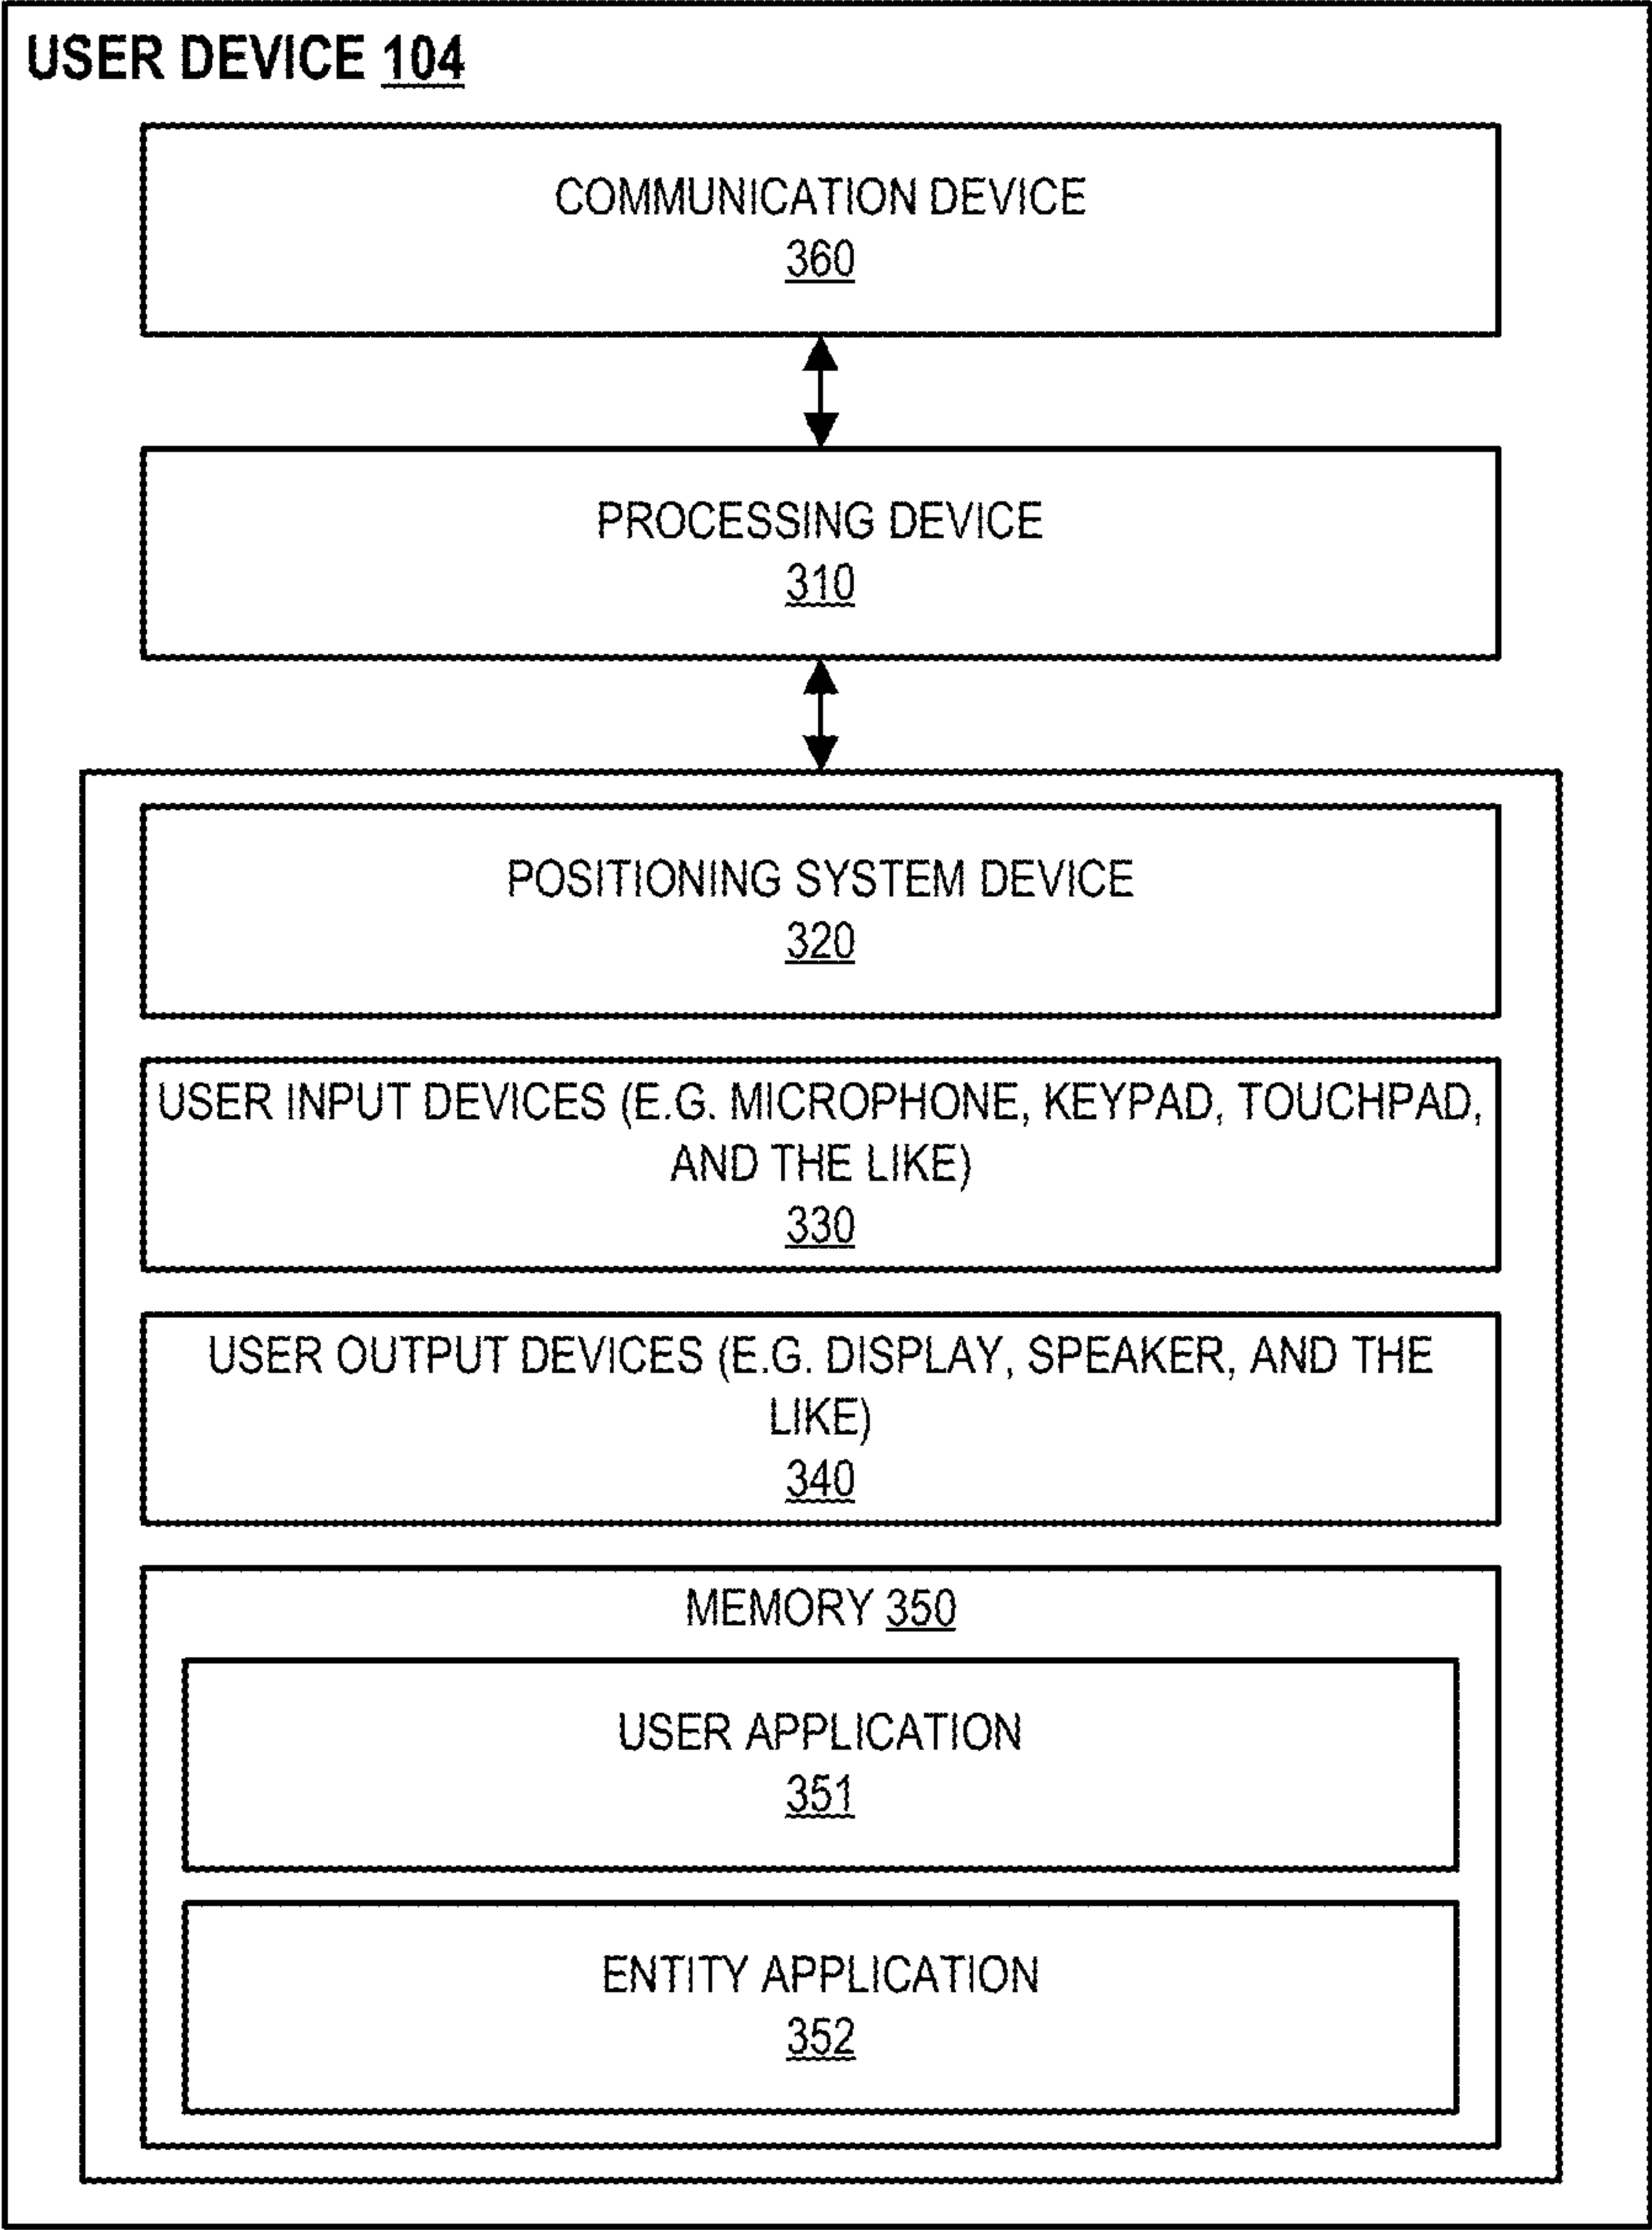 USER DEVICE 104
COMMUNICATION DEVICE
360
PROCESSING DEVICE
310
POSITIONING SYSTEM DEVICE
320
USER INPUT DEVICES (E.G. MICROPHONE, KEYPAD, TOUCHPAD,
AND THE LIKE)
330
USER OUTPUT DEVICES (E.G. DISPLAY, SPEAKER, AND THE
LIKE)
340
MEMORY 350
USER APPLICATION
351
ENTITY APPLICATION
352